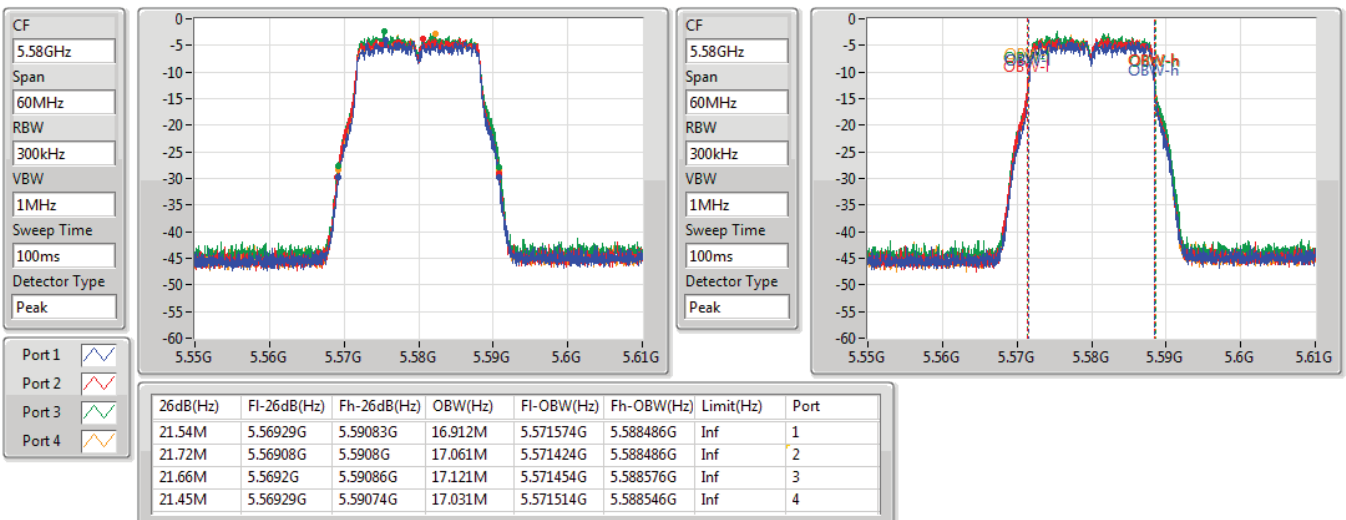 CF
5.58GHz
Span
60MHz
RBW
300kHz
VBW
1MHz
Sweep Time
100ms
Detector Type
Peak
0
-5
-10
-15
-20
-25
-30
-35
-40
-45
-50
-55
-60
5.55G 5.56G 5.57G 5.58G 5.59G 5.6G 5.61G
CF
5.58GHz
Span
60MHz
RBW
300kHz
VBW
1MHz
Sweep Time
100ms
Detector Type
Peak
0
-5
-10
-15
-20
-25
-30
-35
-40
-45
-50
-55
-60
OBW-l
OBW-h
OBW-h
5.55G 5.56G 5.57G 5.58G 5.59G 5.6G 5.61G
Port 1
Port 2
Port 3
Port 4
26dB(Hz) Fl-26dB(Hz) Fh-26dB(Hz) OBW(Hz) Fl-OBW(Hz) Fh-OBW(Hz) Limit(Hz) Port
21.54M 5.56929G 5.59083G 16.912M 5.571574G 5.588486G Inf 1
21.72M 5.56908G 5.5908G 17.061M 5.571424G 5.588486G Inf 2
21.66M 5.5692G 5.59086G 17.121M 5.571454G 5.588576G Inf 3
21.45M 5.56929G 5.59074G 17.031M 5.571514G 5.588546G Inf 4